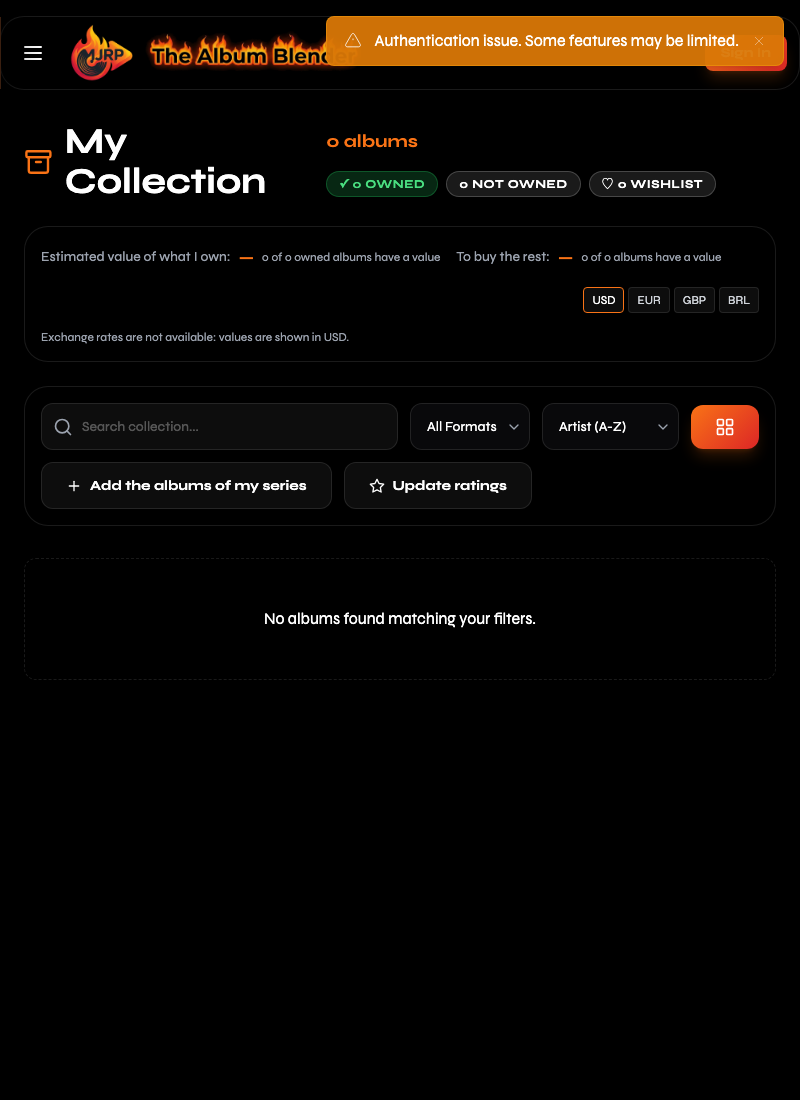 JRP
The Album Blender
Authentication issue. Some features may be limited.
Sign in
My
Collection
0 albums
✓ 0 OWNED
0 NOT OWNED
♡ 0 WISHLIST
Estimated value of what I own: — 0 of 0 owned albums have a value To buy the rest: — 0 of 0 albums have a value
USD
EUR
GBP
BRL
Exchange rates are not available: values are shown in USD.
Search collection...
All Formats
Artist (A-Z)
+ Add the albums of my series
Update ratings
No albums found matching your filters.